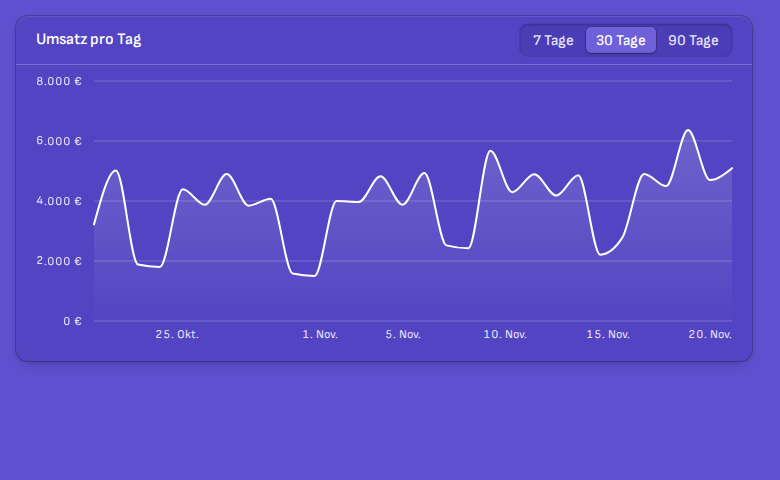 Umsatz pro Tag
7 Tage 30 Tage 90 Tage
8.000 €
6.000 €
4.000 €
2.000 €
0 €
25. Okt. 1. Nov. 5. Nov. 10. Nov. 15. Nov. 20. Nov.